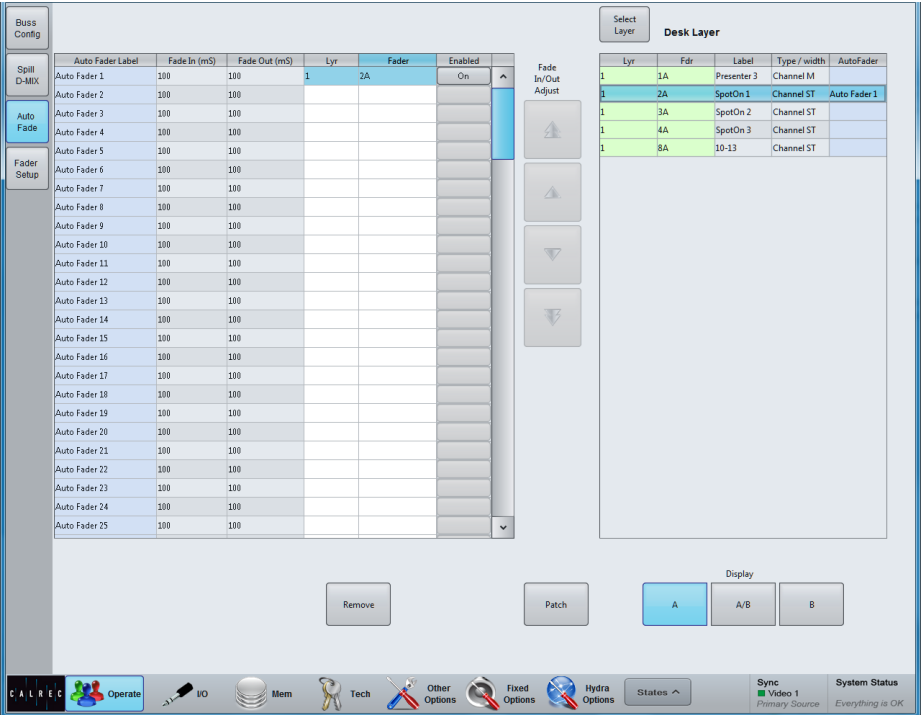 Buss
Config
Spill
D-MIX
Auto
Fade
Fader
Setup
Select
Layer
Desk Layer
Auto Fader Label Fade In (mS) Fade Out (mS) Lyr Fader Enabled
Auto Fader 1 100 100 1 2A On
Auto Fader 2 100 100
Auto Fader 3 100 100
Auto Fader 4 100 100
Auto Fader 5 100 100
Auto Fader 6 100 100
Auto Fader 7 100 100
Auto Fader 8 100 100
Auto Fader 9 100 100
Auto Fader 10 100 100
Auto Fader 11 100 100
Auto Fader 12 100 100
Auto Fader 13 100 100
Auto Fader 14 100 100
Auto Fader 15 100 100
Auto Fader 16 100 100
Auto Fader 17 100 100
Auto Fader 18 100 100
Auto Fader 19 100 100
Auto Fader 20 100 100
Auto Fader 21 100 100
Auto Fader 22 100 100
Auto Fader 23 100 100
Auto Fader 24 100 100
Auto Fader 25 100 100
Fade
In/Out
Adjust
Lyr Fdr Label Type / width AutoFader
1 1A Presenter 3 Channel M
1 2A SpotOn 1 Channel ST Auto Fader 1
1 3A SpotOn 2 Channel ST
1 4A SpotOn 3 Channel ST
1 8A 10-13 Channel ST
Display
Remove Patch A A/B B
CALREC Operate I/O Mem Tech Other
Options Fixed
Options Hydra
Options States
Sync
Video 1
Primary Source
System Status
Everything is OK